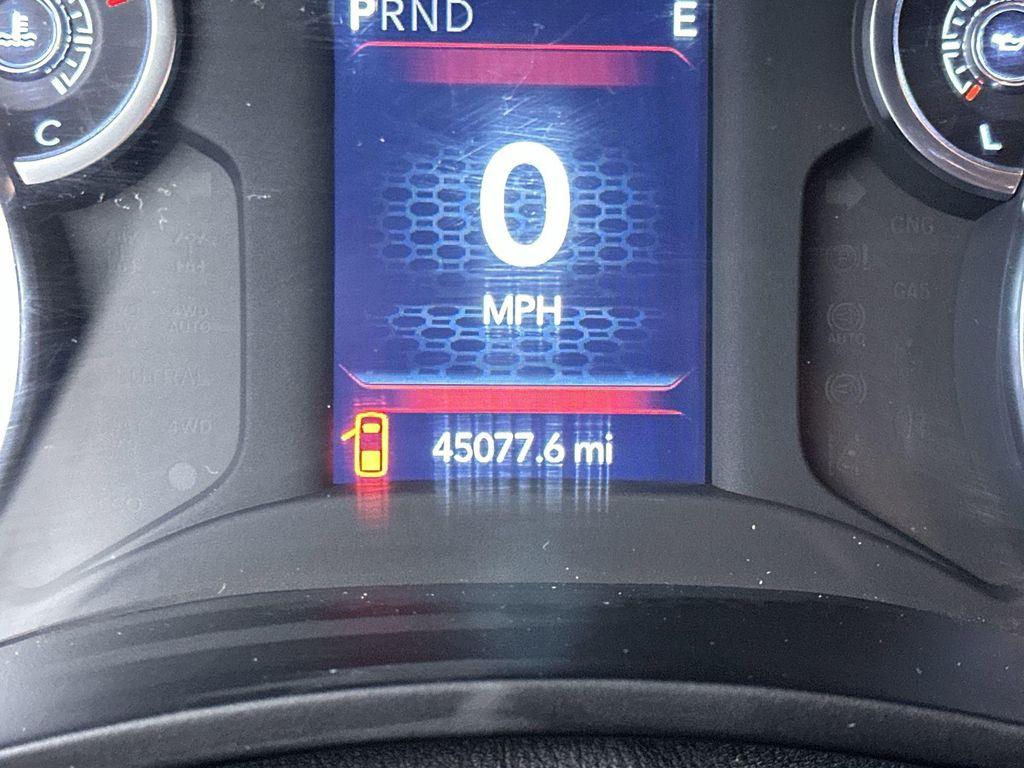 PRND
E
C
L
0
MPH
CNG
GAS
4WD
AUTO
AUTO
4WD
45077.6 mi